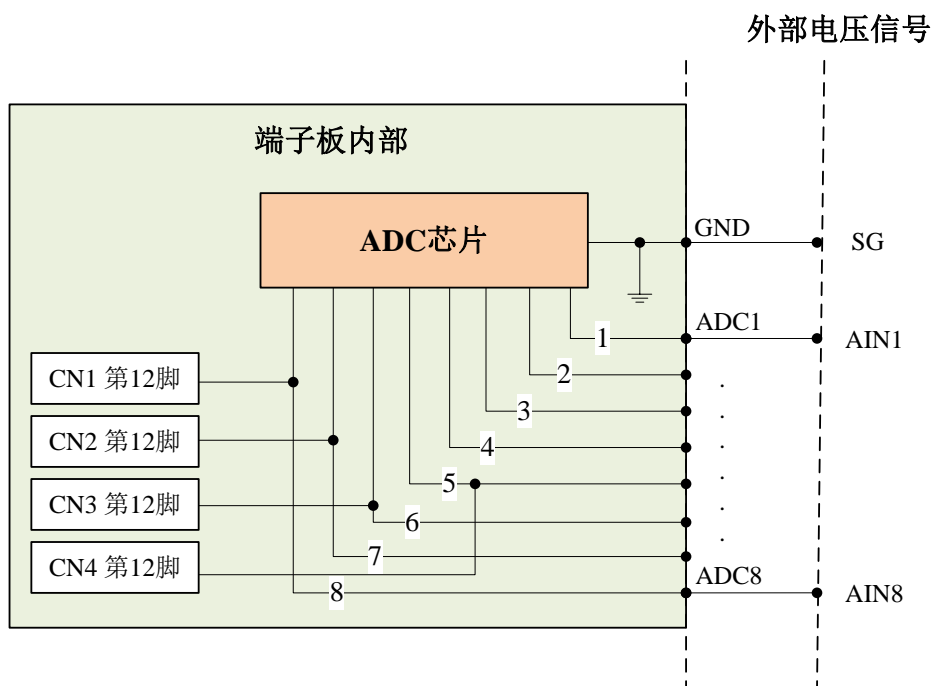 外部电压信号
端子板内部
ADC芯片
GND
SG
ADC1
AIN1
1
2
3
4
5
6
7
8
CN1 第12脚
CN2 第12脚
CN3 第12脚
CN4 第12脚
ADC8
AIN8